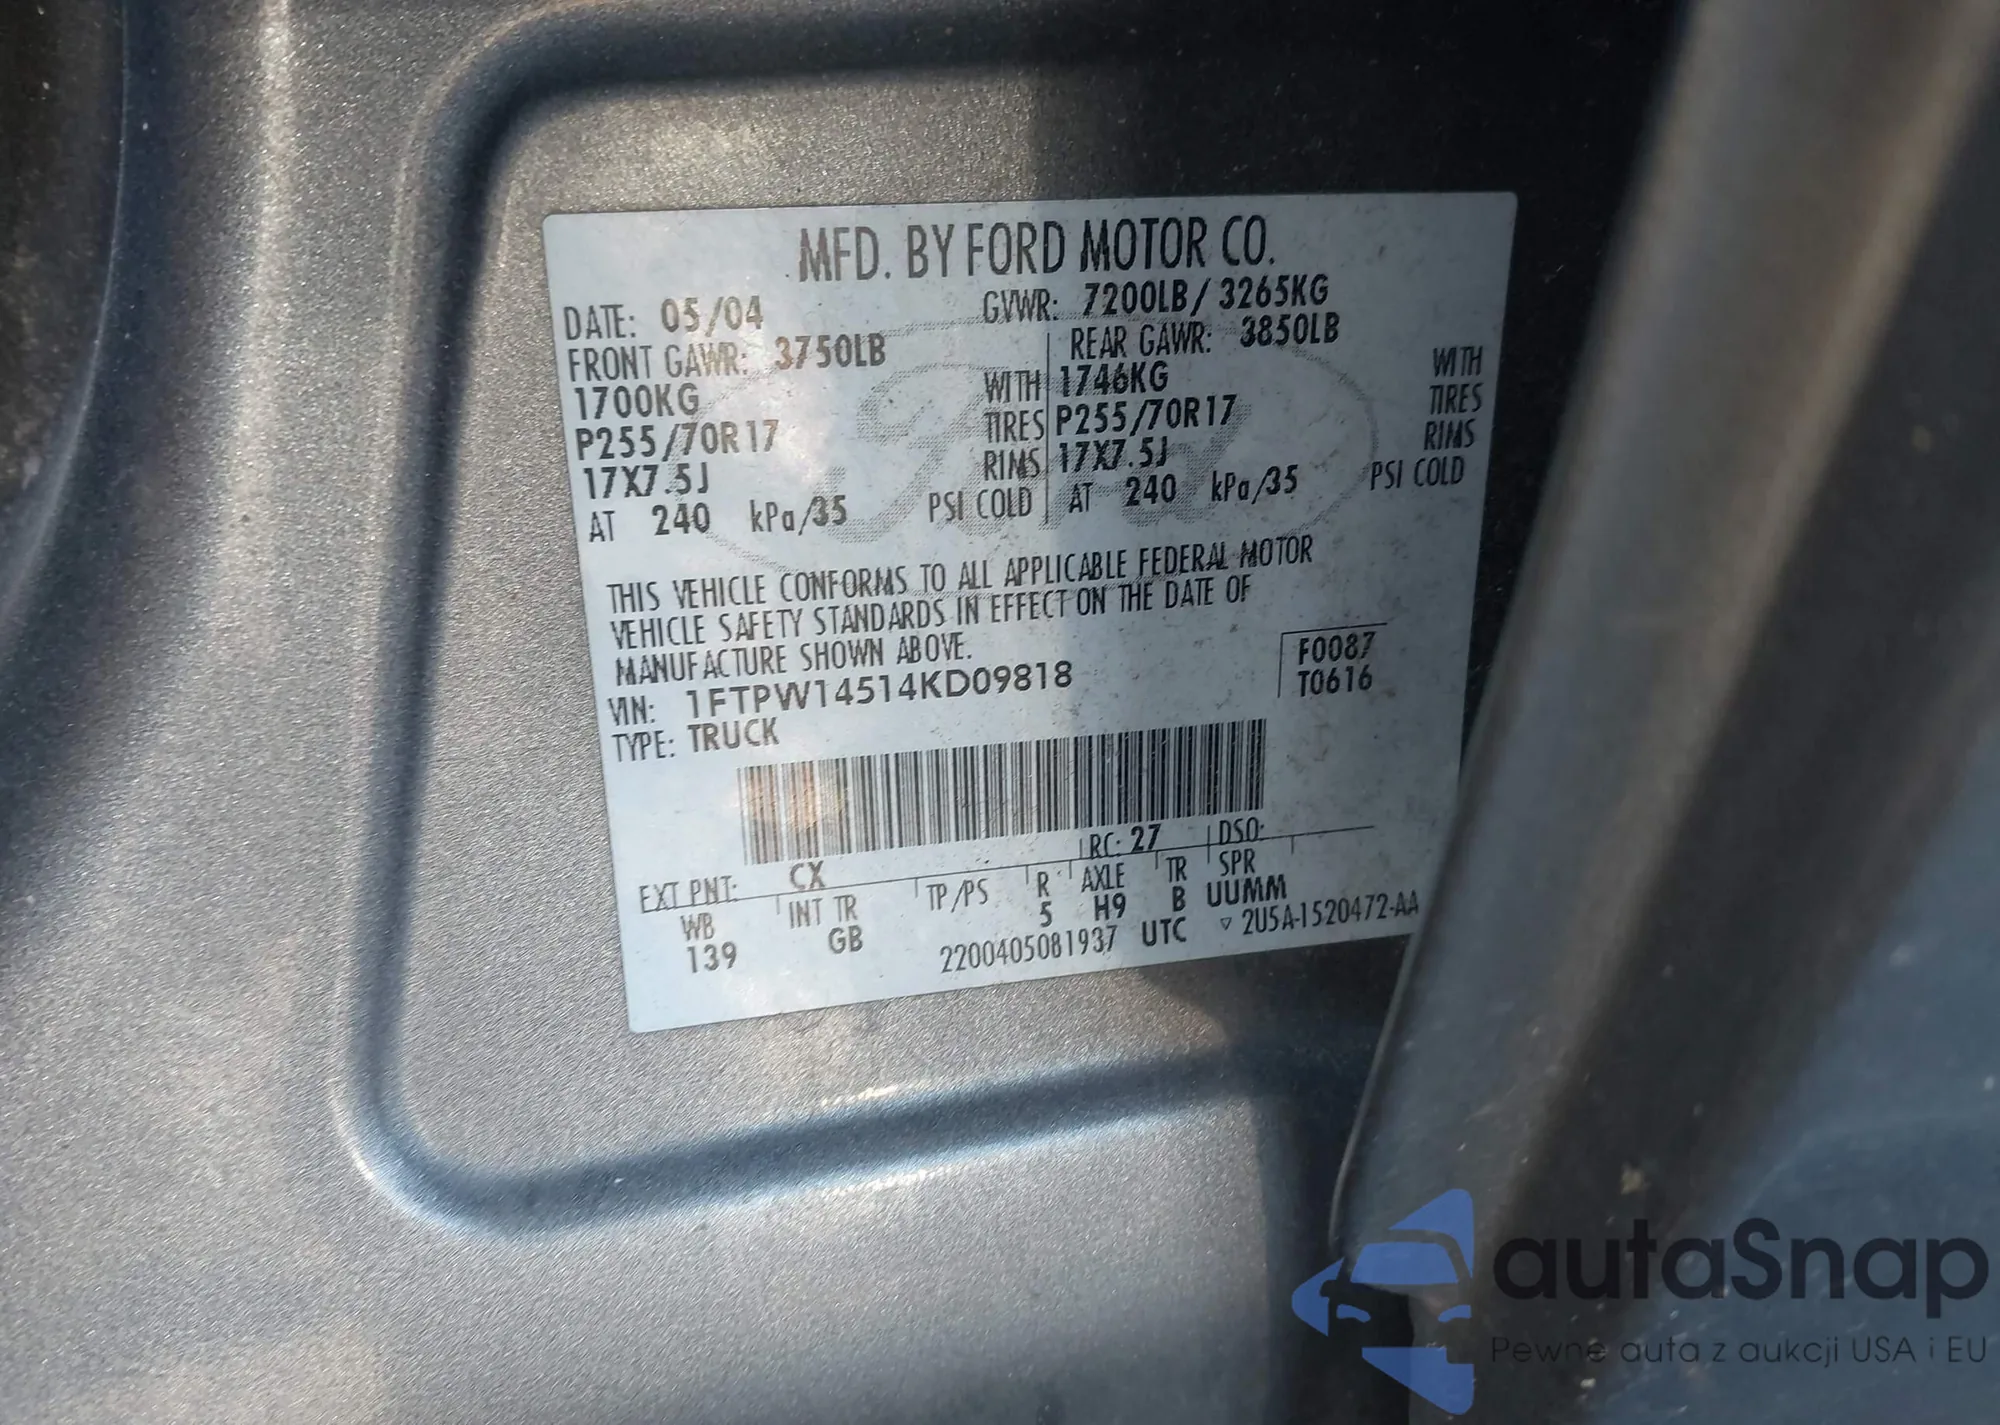 MFD. BY FORD MOTOR CO.
DATE: 05/04 GVWR: 7200LB/ 3265KG
FRONT GAWR: 3750LB REAR GAWR: 3850LB
1700KG WITH 1746KG WITH
P255/70R17 TIRES P255/70R17 TIRES
17X7.5J RIMS 17X7.5J RIMS
AT 240 kPa/35 PSI COLD AT 240 kPa/35 PSI COLD
THIS VEHICLE CONFORMS TO ALL APPLICABLE FEDERAL MOTOR
VEHICLE SAFETY STANDARDS IN EFFECT ON THE DATE OF
MANUFACTURE SHOWN ABOVE.
VIN: 1FTPW14514KD09818
F0087
T0616
TYPE: TRUCK
EXT PNT: CX RC: 27 DSO:
WB INT TR TP/PS R AXLE TR SPR
139 GB 5 H9 B UUMM
2200405081937 UTC ▽ 2U5A-1520472-AA
autaSnap
Pewne auta z aukcji USA i EU